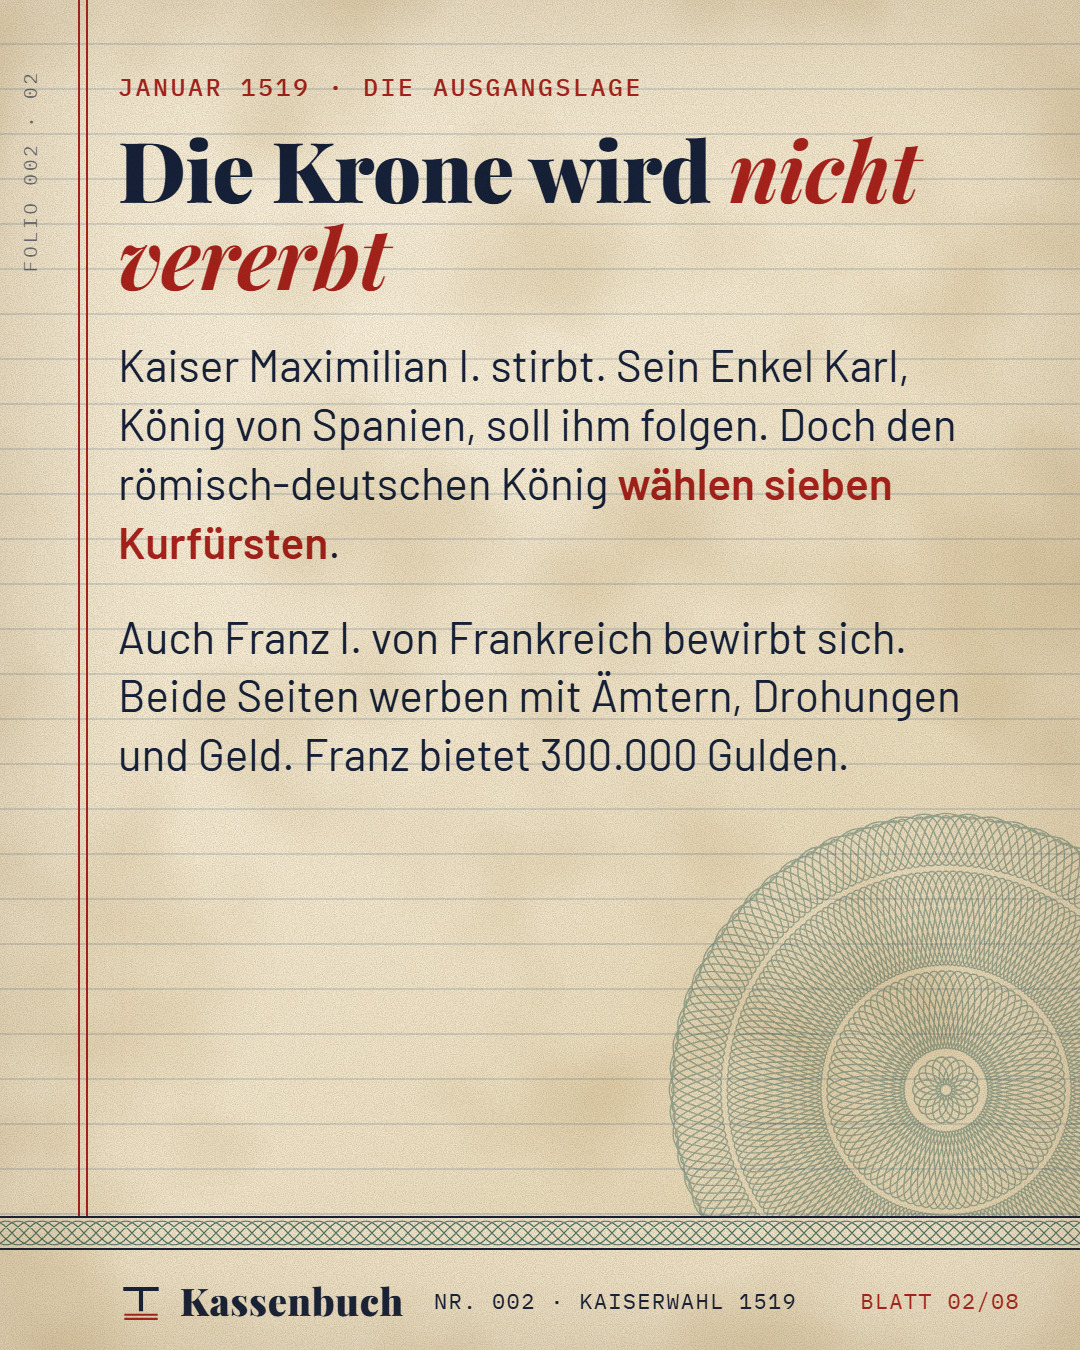 FOLIO 002 · 02
JANUAR 1519 · DIE AUSGANGSLAGE
Die Krone wird nicht
vererbt
Kaiser Maximilian I. stirbt. Sein Enkel Karl,
König von Spanien, soll ihm folgen. Doch den
römisch-deutschen König wählen sieben
Kurfürsten.
Auch Franz I. von Frankreich bewirbt sich.
Beide Seiten werben mit Ämtern, Drohungen
und Geld. Franz bietet 300.000 Gulden.
Kassenbuch NR. 002 · KAISERWAHL 1519 BLATT 02/08